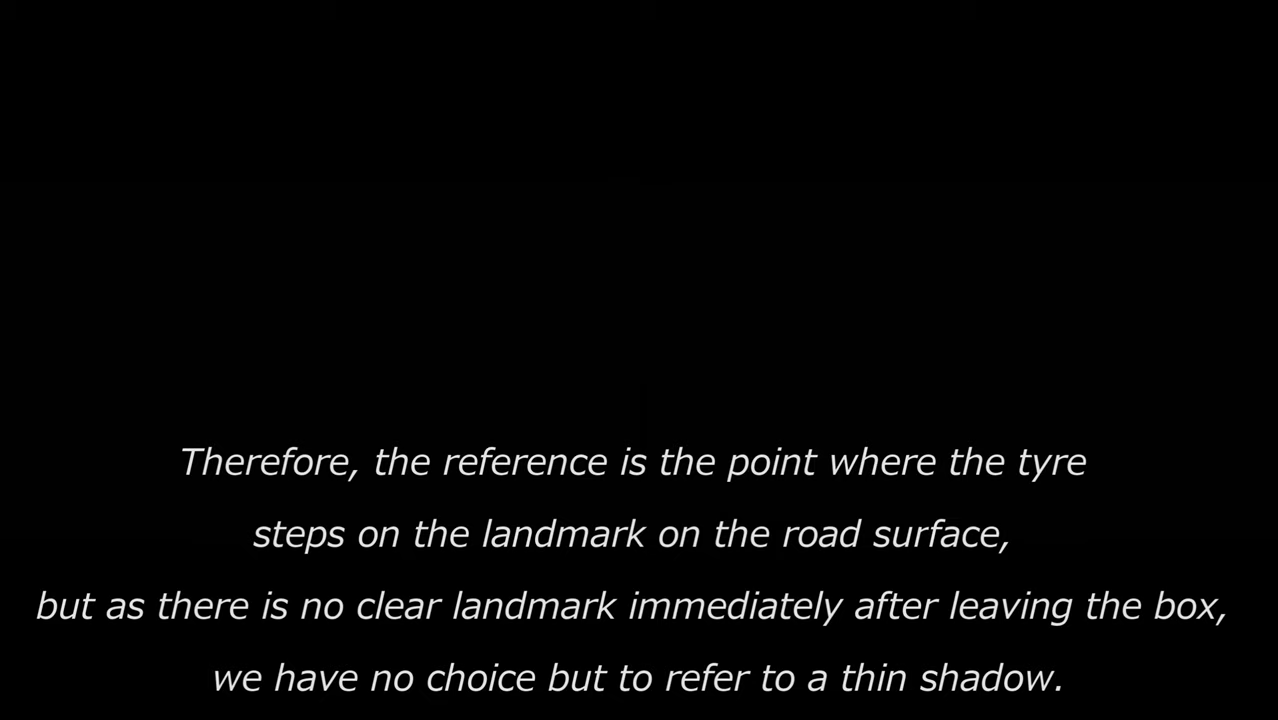 Therefore, the reference is the point where the tyre
steps on the landmark on the road surface,
but as there is no clear landmark immediately after leaving the box,
we have no choice but to refer to a thin shadow.